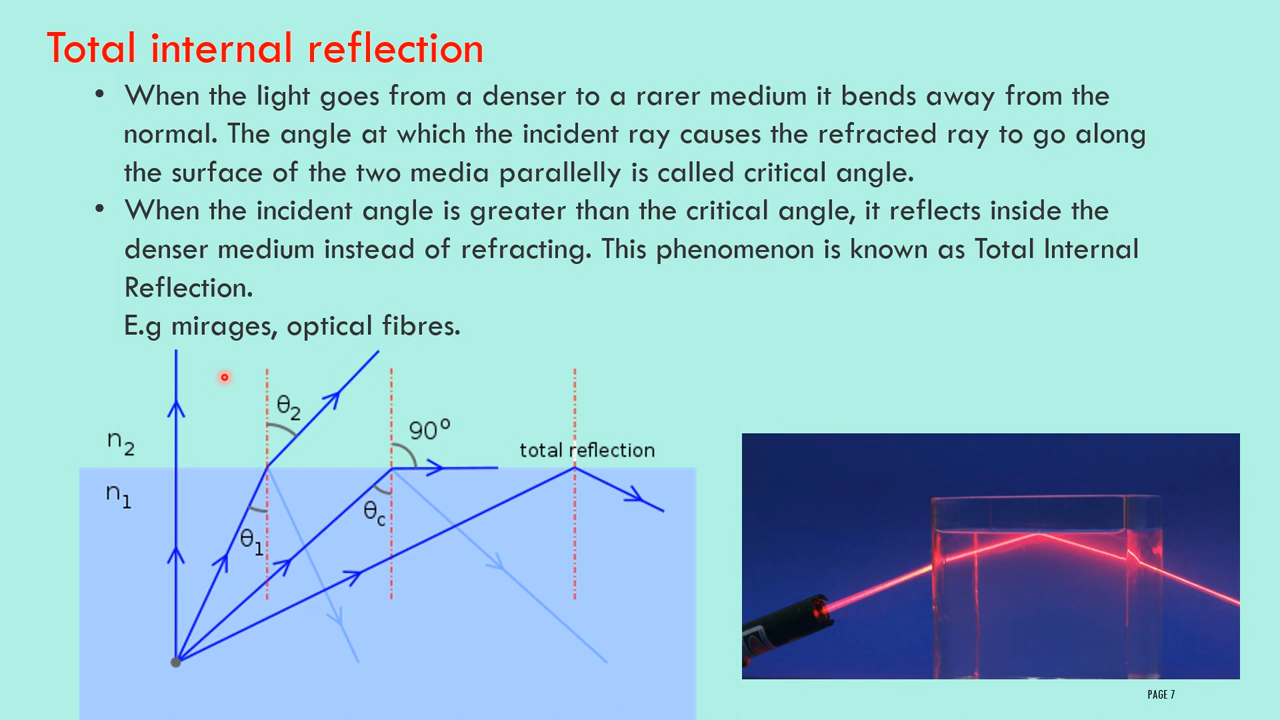 Total internal reflection
• When the light goes from a denser to a rarer medium it bends away from the
normal. The angle at which the incident ray causes the refracted ray to go along
the surface of the two media parallelly is called critical angle.
• When the incident angle is greater than the critical angle, it reflects inside the
denser medium instead of refracting. This phenomenon is known as Total Internal
Reflection.
E.g mirages, optical fibres.
θ2
90°
n2
total reflection
n1
θc
θ1
PAGE 7